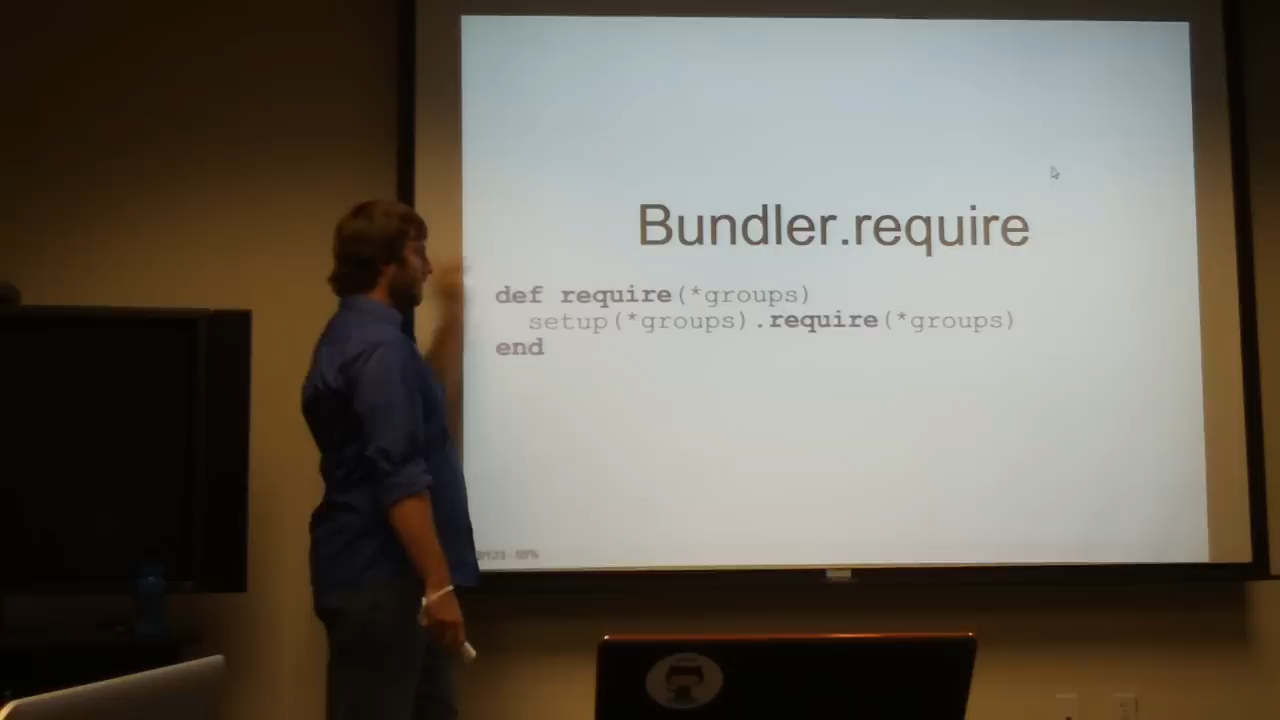 Bundler.require
def require(*groups)
setup(*groups).require(*groups)
end